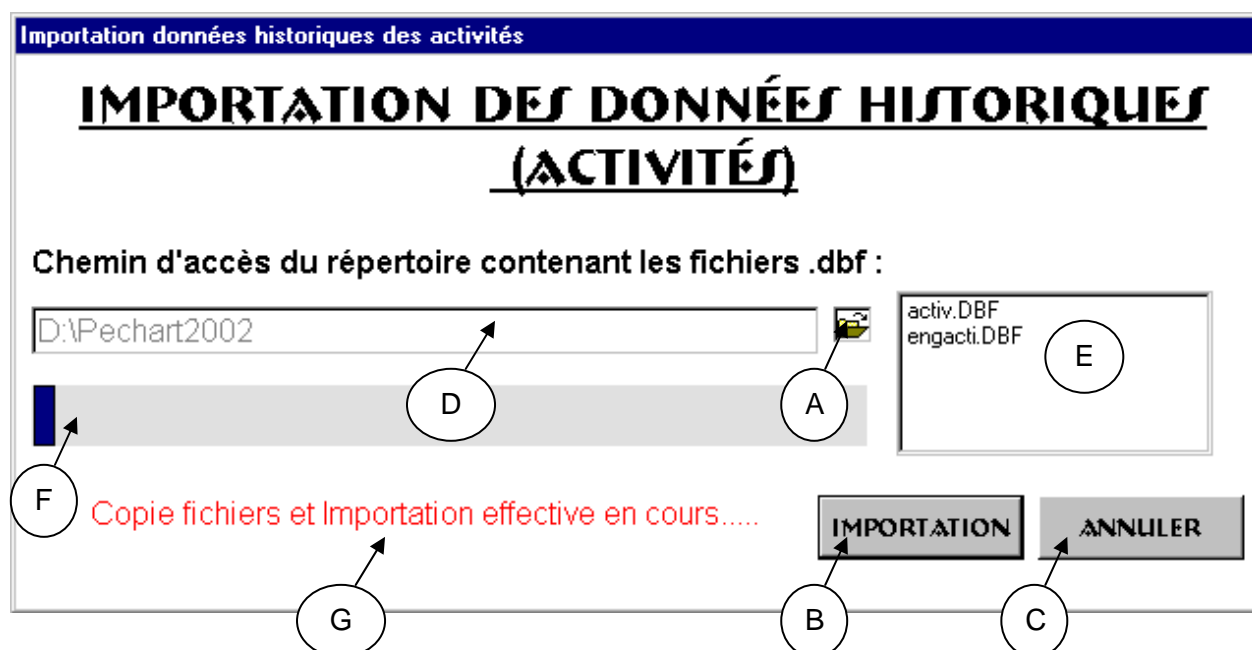 Importation données historiques des activités
IMPORTATION DES DONNÉES HISTORIQUES
(ACTIVITÉS)
Chemin d'accès du répertoire contenant les fichiers .dbf :
D:\Pechart2002
activ.DBF
engacti.DBF
E
D
A
F
Copie fichiers et Importation effective en cours.....
IMPORTATION
ANNULER
G
B
C